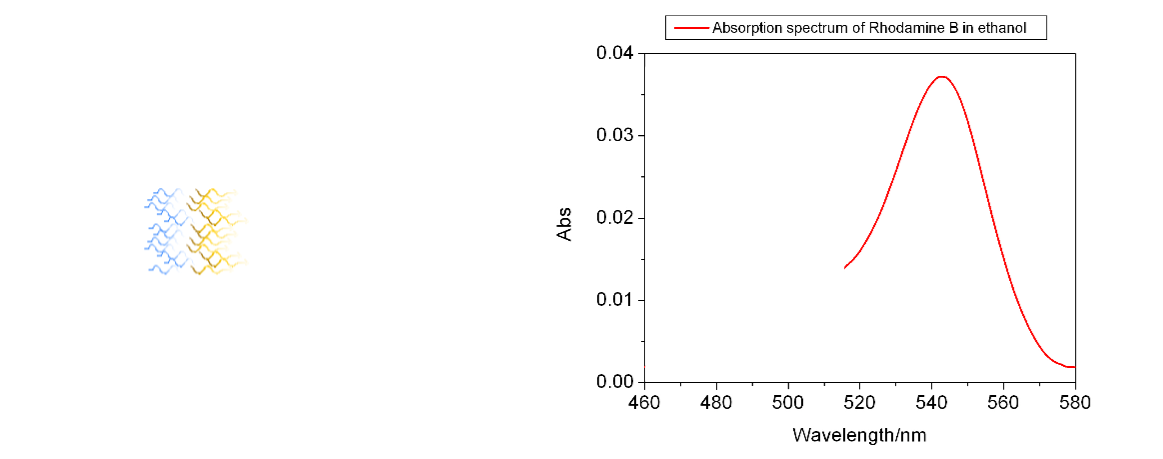 Absorption spectrum of Rhodamine B in ethanol
0.04
0.03
0.02
0.01
0.00
Abs
460 480 500 520 540 560 580
Wavelength/nm